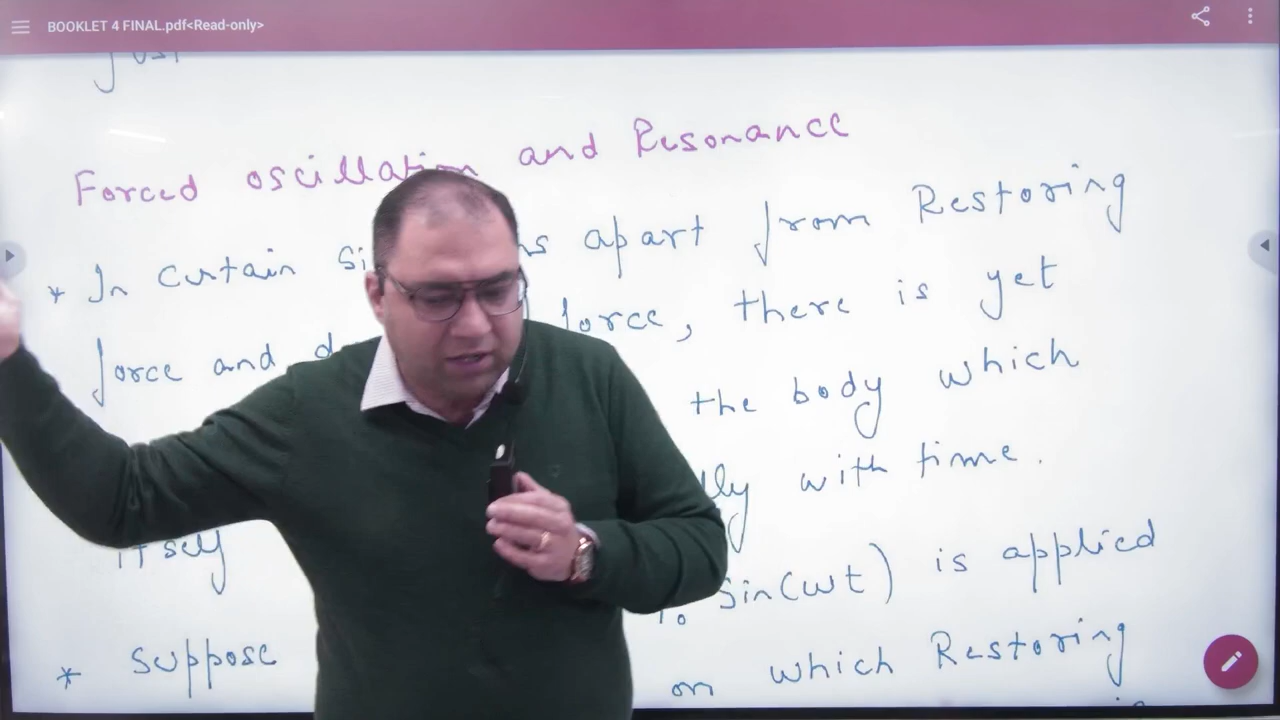 BOOKLET 4 FINAL.pdf<Read-only>
Forced oscillation and Resonance
* In certain apart from Restoring
force and force, there is yet
the body which
with time.
itself
sin(wt) is applied
* Suppose on which Restoring